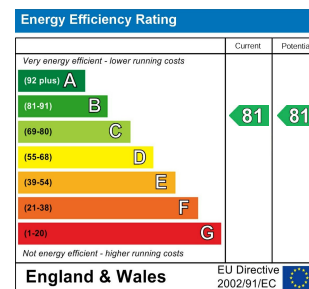 Energy Efficiency Rating
Current Potentia
Very energy efficient - lower running costs
(92 plus) A
(81-91) B
81 81
(69-80) C
(55-68) D
(39-54) E
(21-38) F
(1-20) G
Not energy efficient - higher running costs
England & Wales
EU Directive
2002/91/EC